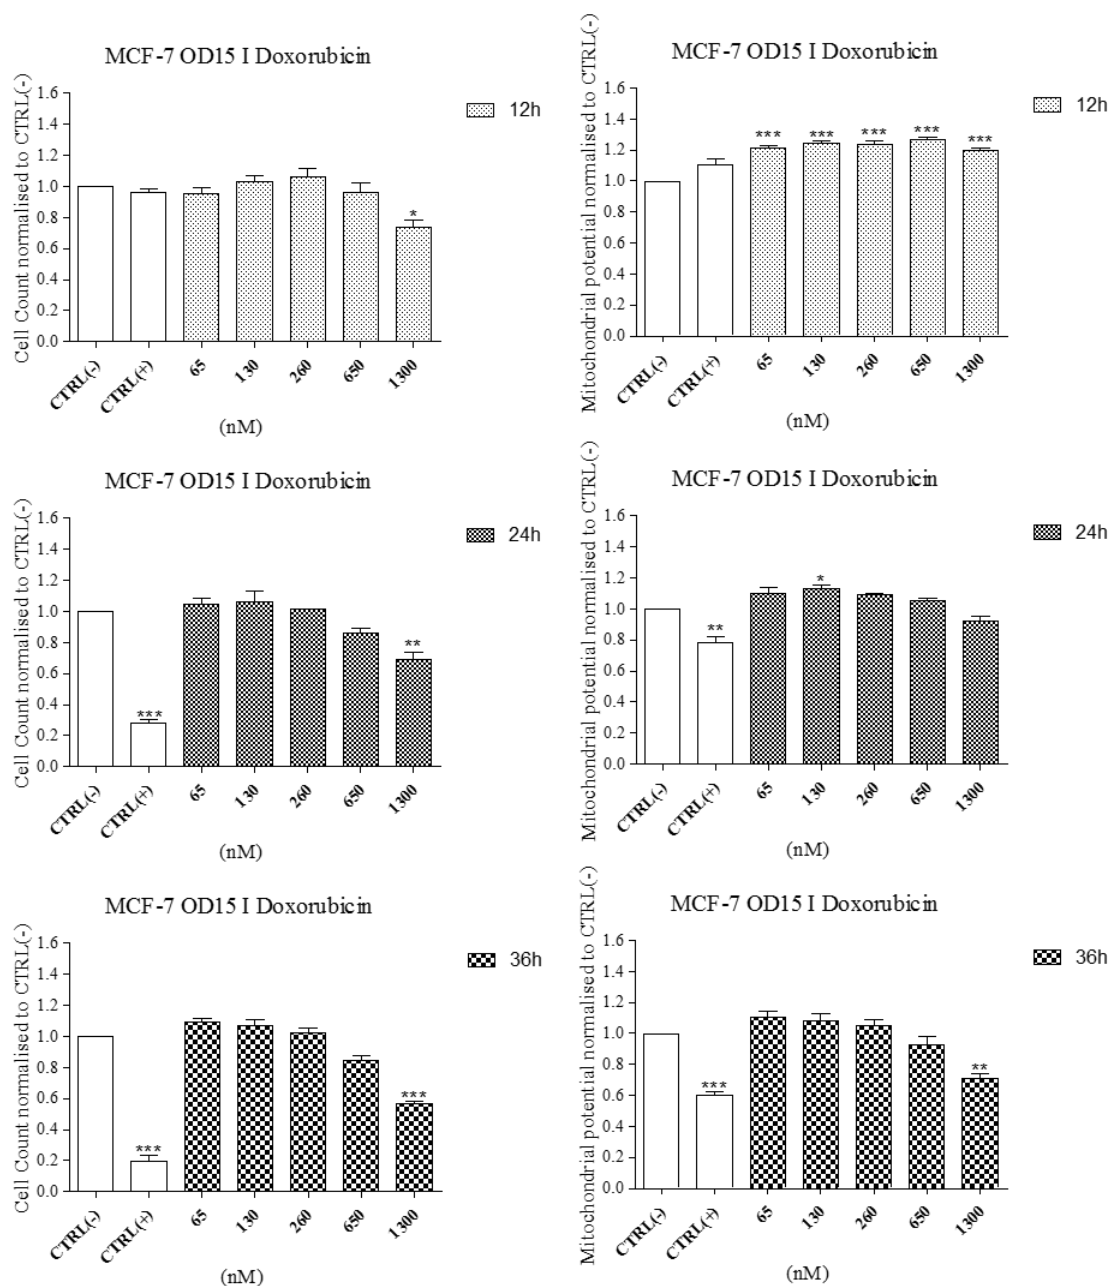 MCF-7 OD15 I Doxorubicin
Cell Count normalised to CTRL(-)
1.6
1.4
1.2
1.0
0.8
0.6
0.4
0.2
0.0
*
12h
CTRL(-) CTRL(+) 65 130 260 650 1300
(nM)
MCF-7 OD15 I Doxorubicin
Mitochondrial potential normalised to CTRL(-)
1.6
1.4
1.2
1.0
0.8
0.6
0.4
0.2
0.0
*** *** *** *** ***
12h
CTRL(-) CTRL(+) 65 130 260 650 1300
(nM)
MCF-7 OD15 I Doxorubicin
Cell Count normalised to CTRL(-)
1.6
1.4
1.2
1.0
0.8
0.6
0.4
0.2
0.0
*** **
24h
CTRL(-) CTRL(+) 65 130 260 650 1300
(nM)
MCF-7 OD15 I Doxorubicin
Mitochondrial potential normalised to CTRL(-)
1.6
1.4
1.2
1.0
0.8
0.6
0.4
0.2
0.0
** *
24h
CTRL(-) CTRL(+) 65 130 260 650 1300
(nM)
MCF-7 OD15 I Doxorubicin
Cell Count normalised to CTRL(-)
1.6
1.4
1.2
1.0
0.8
0.6
0.4
0.2
0.0
*** ***
36h
CTRL(-) CTRL(+) 65 130 260 650 1300
(nM)
MCF-7 OD15 I Doxorubicin
Mitochondrial potential normalised to CTRL(-)
1.6
1.4
1.2
1.0
0.8
0.6
0.4
0.2
0.0
*** **
36h
CTRL(-) CTRL(+) 65 130 260 650 1300
(nM)